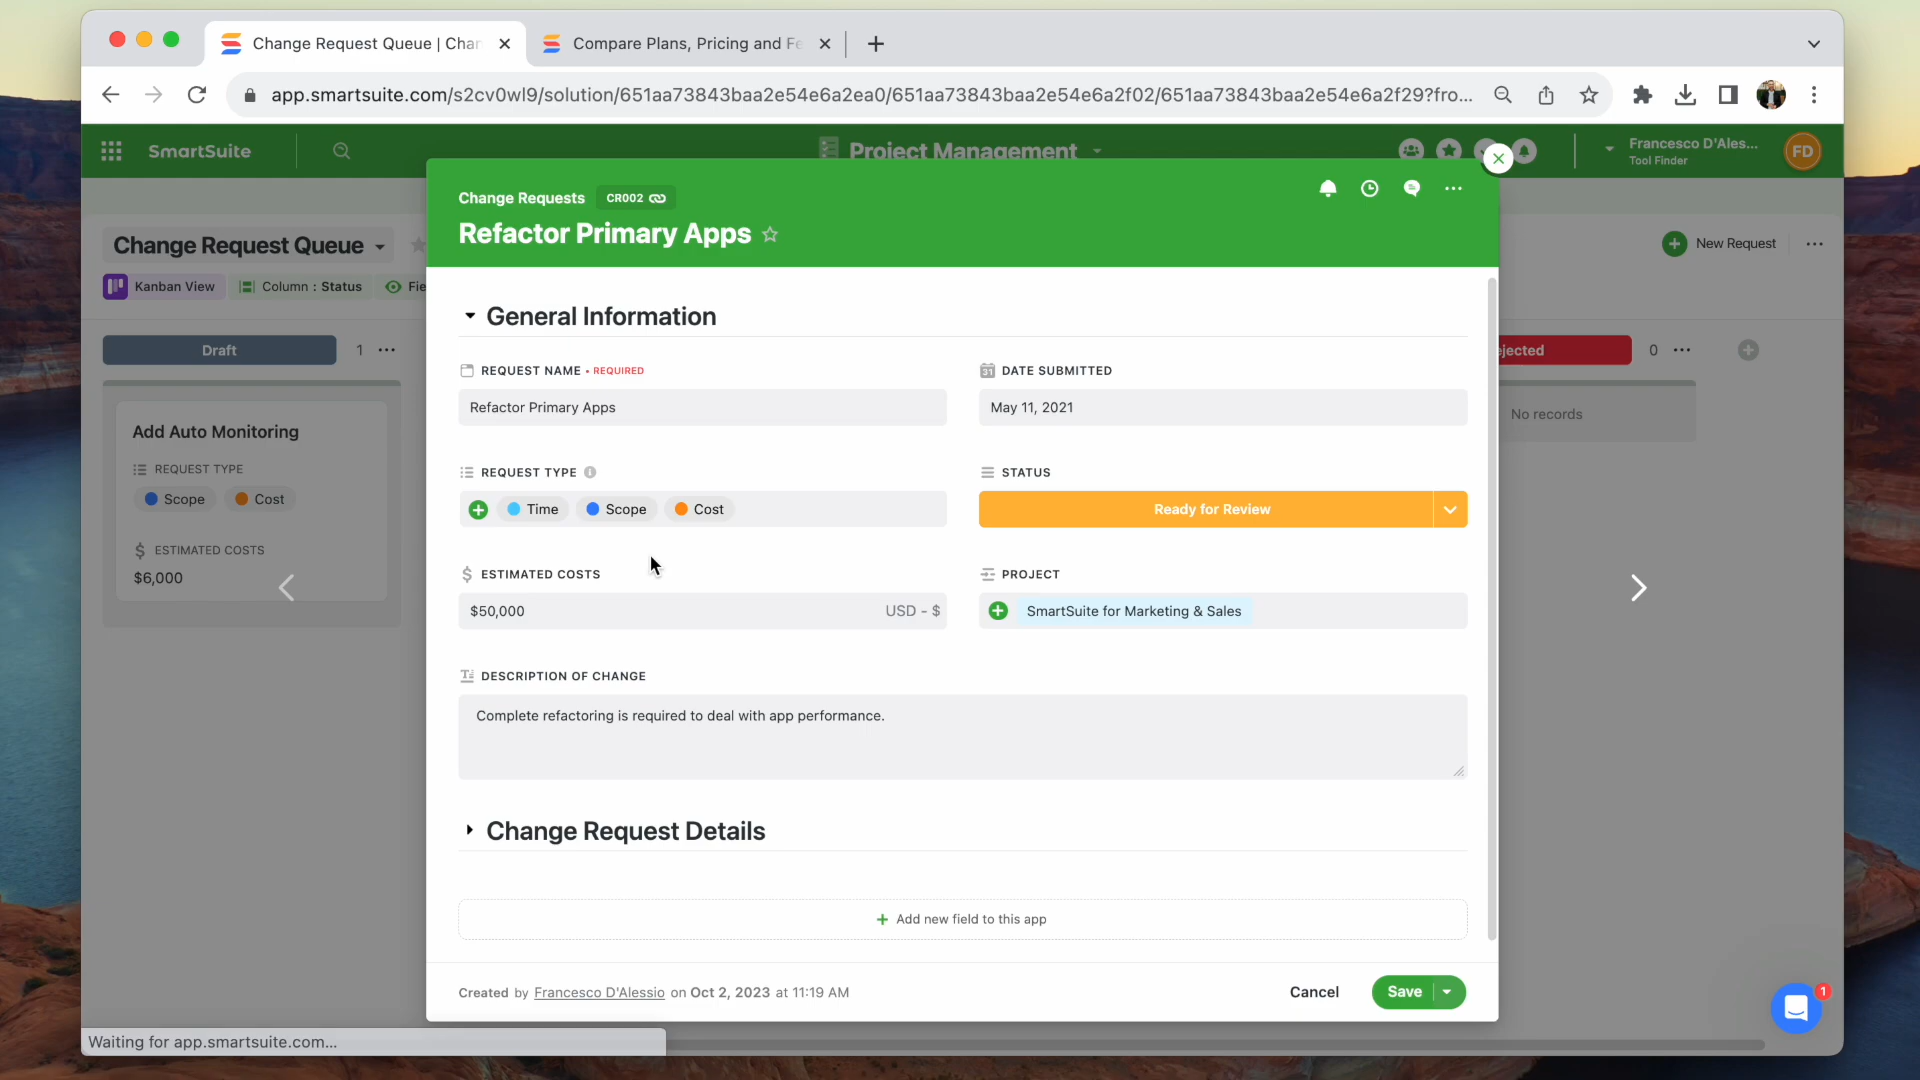 Change Request Queue | Char
Compare Plans, Pricing and Fe
app.smartsuite.com/s2cv0wl9/solution/651aa73843baa2e54e6a2ea0/651aa73843baa2e54e6a2f02/651aa73843baa2e54e6a2f29?fro...
SmartSuite
Project Management
Francesco D'Ales...
Tool Finder
FD
Change Requests
CR002
Refactor Primary Apps
Change Request Queue
New Request
Kanban View
Column : Status
Fie
General Information
Draft
1
jected
0
REQUEST NAME • REQUIRED
31
DATE SUBMITTED
Refactor Primary Apps
May 11, 2021
No records
Add Auto Monitoring
REQUEST TYPE
Scope
Cost
REQUEST TYPE
STATUS
Time
Scope
Cost
Ready for Review
ESTIMATED COSTS
$6,000
ESTIMATED COSTS
PROJECT
$50,000
USD - $
SmartSuite for Marketing & Sales
DESCRIPTION OF CHANGE
Complete refactoring is required to deal with app performance.
Change Request Details
+ Add new field to this app
Created by Francesco D'Alessio on Oct 2, 2023 at 11:19 AM
Cancel
Save
1
Waiting for app.smartsuite.com...